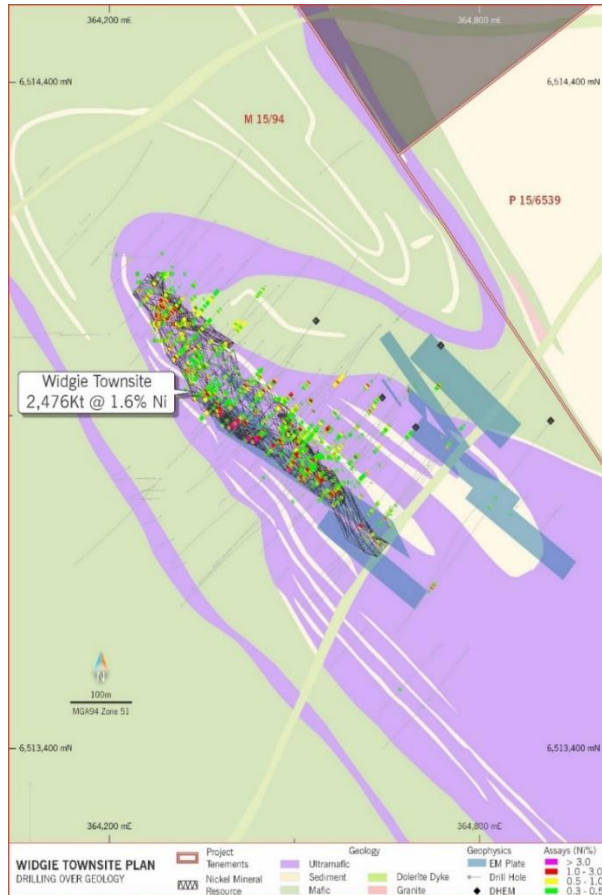 364,200 mE 364,800 mE
6,514,400 mN 6,514,400 mN
M 15/94
P 15/6539
Widgie Townsite
2,476Kt @ 1.6% Ni
N
100m
MGA94 Zone 51
6,513,400 mN 6,513,400 mN
364,200 mE 364,800 mE
WIDGIE TOWNSITE PLAN
DRILLING OVER GEOLOGY
Project
Tenements
Nickel Mineral
Resource
Geology
Ultramafic
Sediment
Mafic
Dolerite Dyke
Granite
Geophysics
EM Plate
Drill Hole
DHEM
Assays (Ni%)
> 3.0
1.0 - 3.0
0.5 - 1.0
0.3 - 0.5